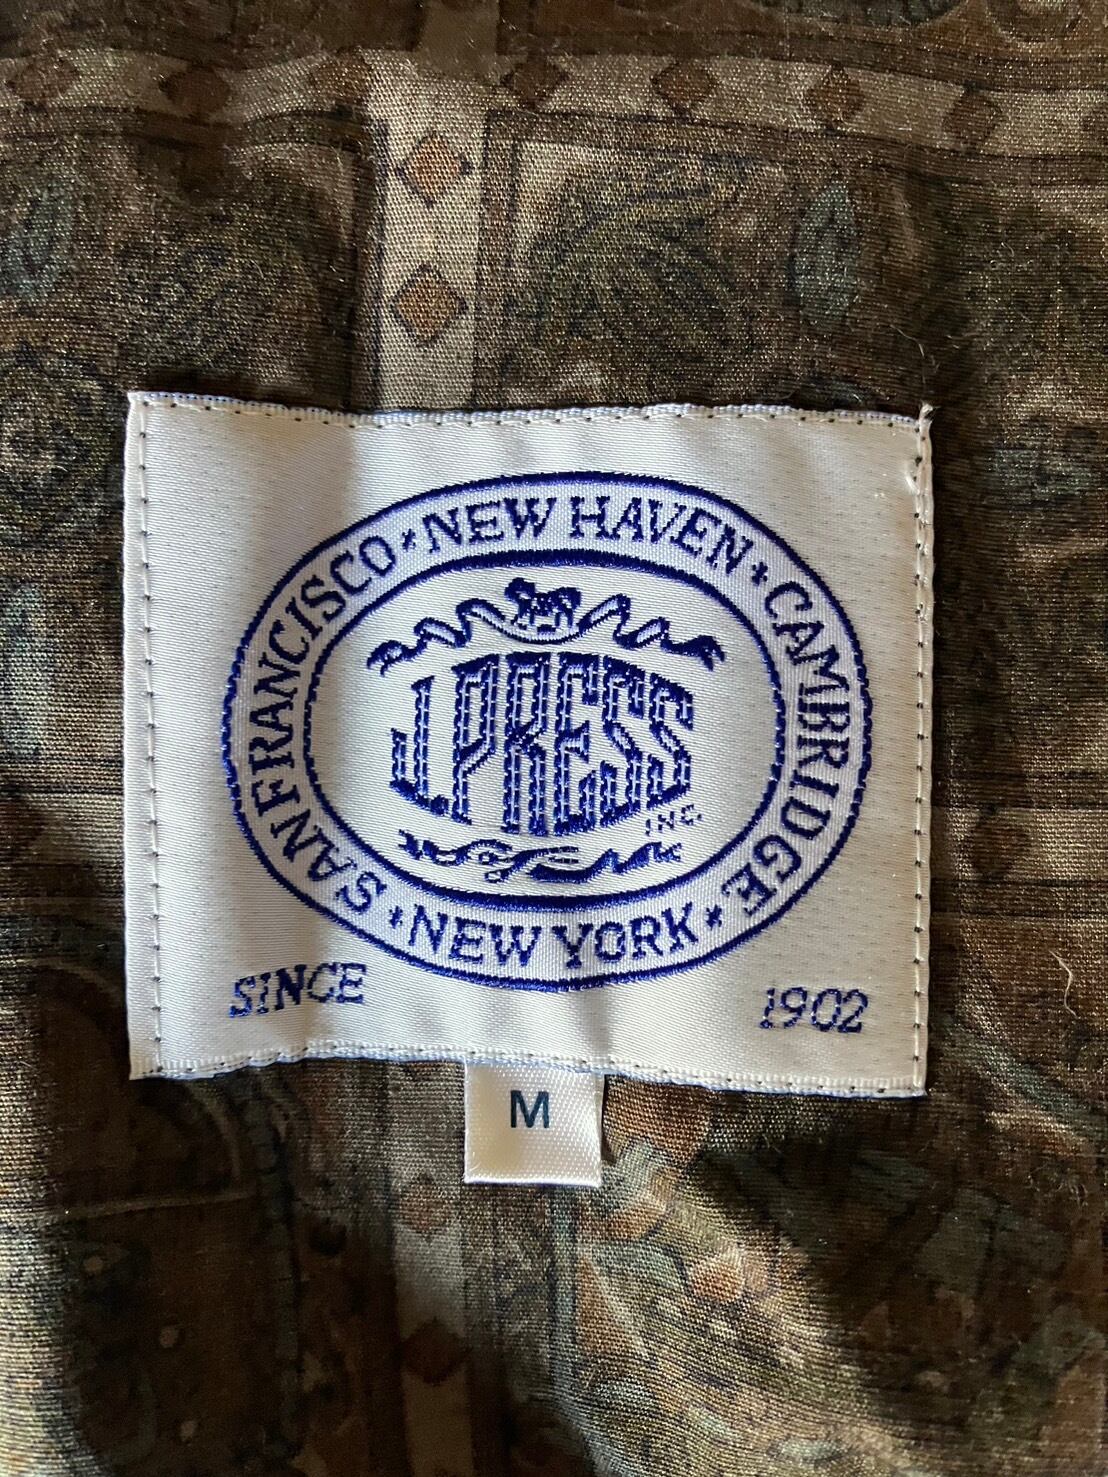 SAN FRANCISCO * NEW HAVEN * CAMBRIDGE * NEW YORK *
J.PRESS
INC.
SINCE 1902
M